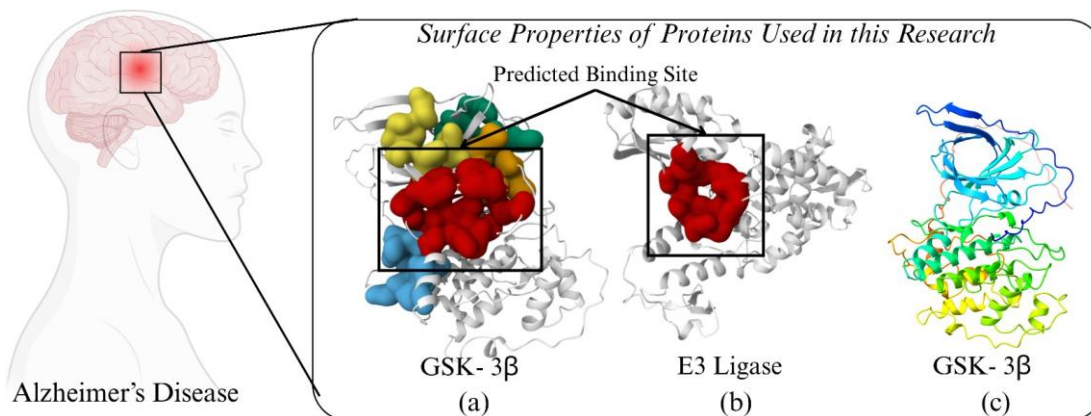 Surface Properties of Proteins Used in this Research
Predicted Binding Site
GSK- 3β
E3 Ligase
GSK- 3β
Alzheimer's Disease
(a)
(b)
(c)